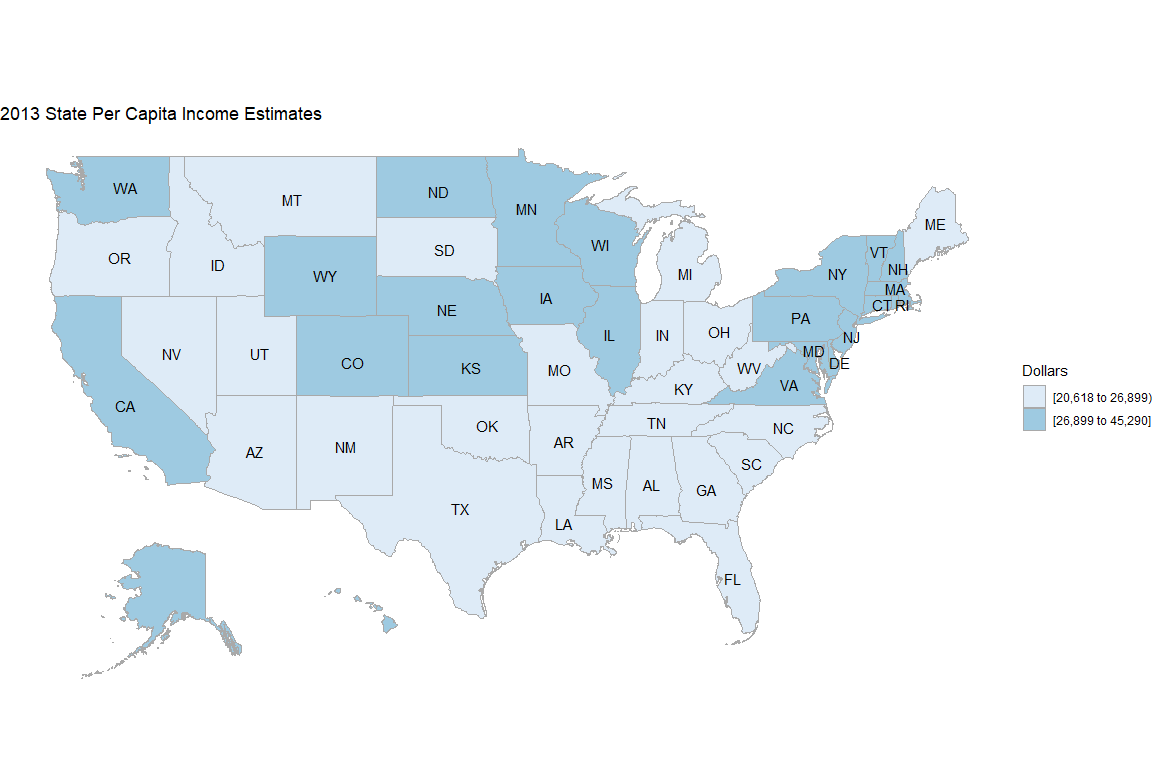 2013 State Per Capita Income Estimates
WA
MT
ND
MN
ME
OR
ID
SD
WI
VT
NH
WY
MI
NY
MA
NE
IA
CT RI
PA
NV
UT
CO
KS
IL
IN
OH
NJ
MO
MD
WV
DE
VA
CA
KY
OK
TN
NC
AZ
NM
AR
SC
TX
MS
AL
GA
LA
FL
Dollars
[20,618 to 26,899)
[26,899 to 45,290]